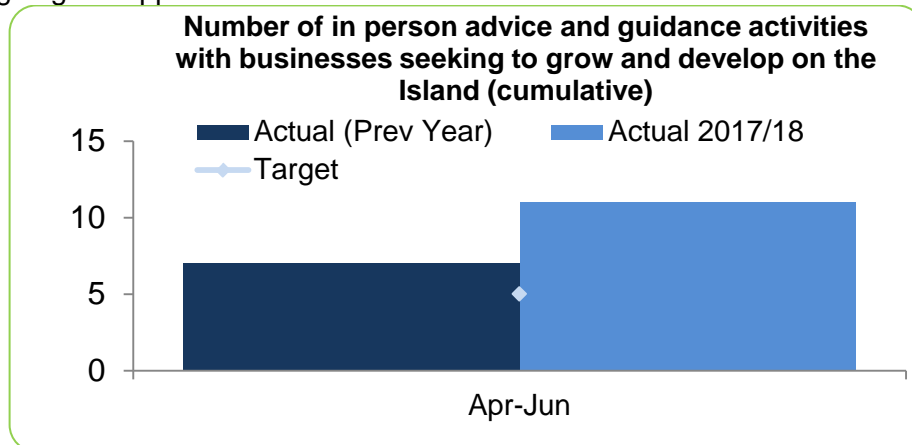 Number of in person advice and guidance activities
with businesses seeking to grow and develop on the
Island (cumulative)
Actual (Prev Year) Actual 2017/18
Target
15
10
5
0
Apr-Jun